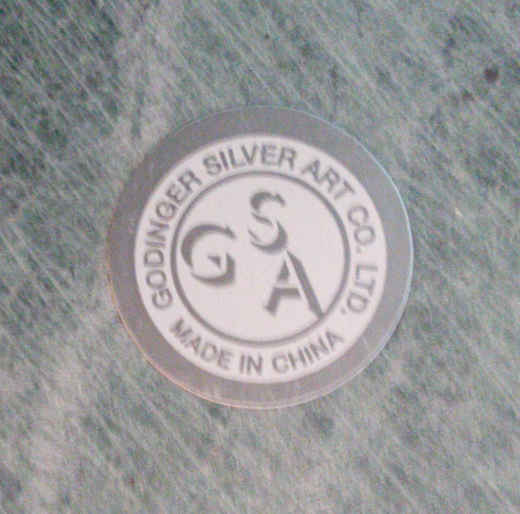 GODINGER SILVER ART CO. LTD.
GSA
MADE IN CHINA